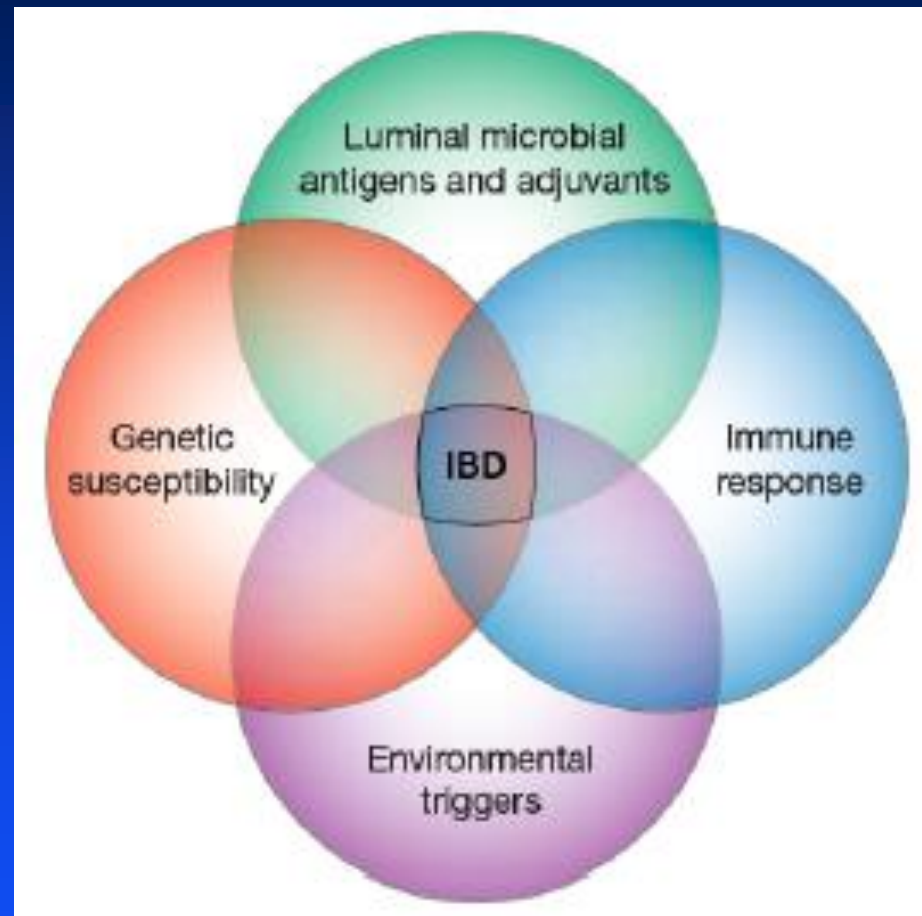 Luminal microbial
antigens and adjuvants
Genetic
susceptibility
IBD
Immune
response
Environmental
triggers